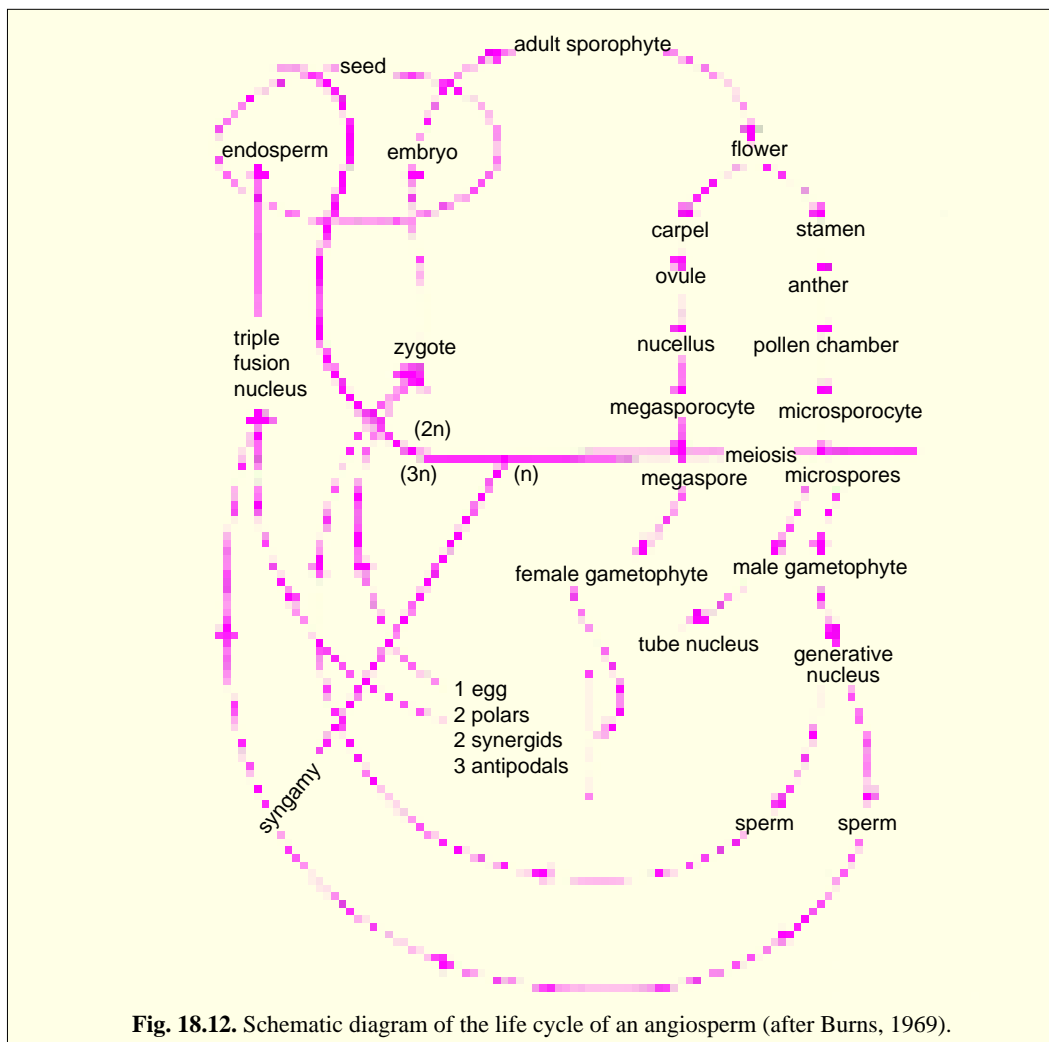 adult sporophyte
seed
endosperm
embryo
flower
carpel
stamen
ovule
anther
triple
fusion
nucleus
zygote
nucellus
pollen chamber
megasporocyte
microsporocyte
(2n)
meiosis
(3n)
(n)
megaspore
microspores
female gametophyte
male gametophyte
tube nucleus
generative
nucleus
1 egg
2 polars
2 synergids
3 antipodals
syngamy
sperm
sperm
Fig. 18.12. Schematic diagram of the life cycle of an angiosperm (after Burns, 1969).